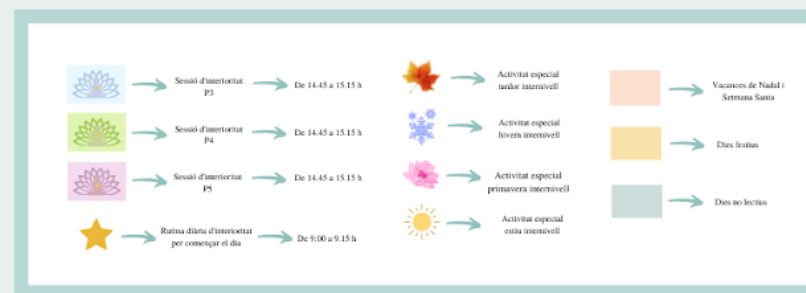 Sessió d'interioritat
P3
De 14.45 a 15.15 h
Sessió d'interioritat
P4
De 14.45 a 15.15 h
Sessió d'interioritat
P5
De 14.45 a 15.15 h
Rutina diària d'interioritat
per començar el dia
De 9:00 a 9.15 h
Activitat especial
tardor internivell
Activitat especial
hivern internivell
Activitat especial
primavera internivell
Activitat especial
estiu internivell
Vacances de Nadal i
Setmana Santa
Dies festius
Dies no lectius